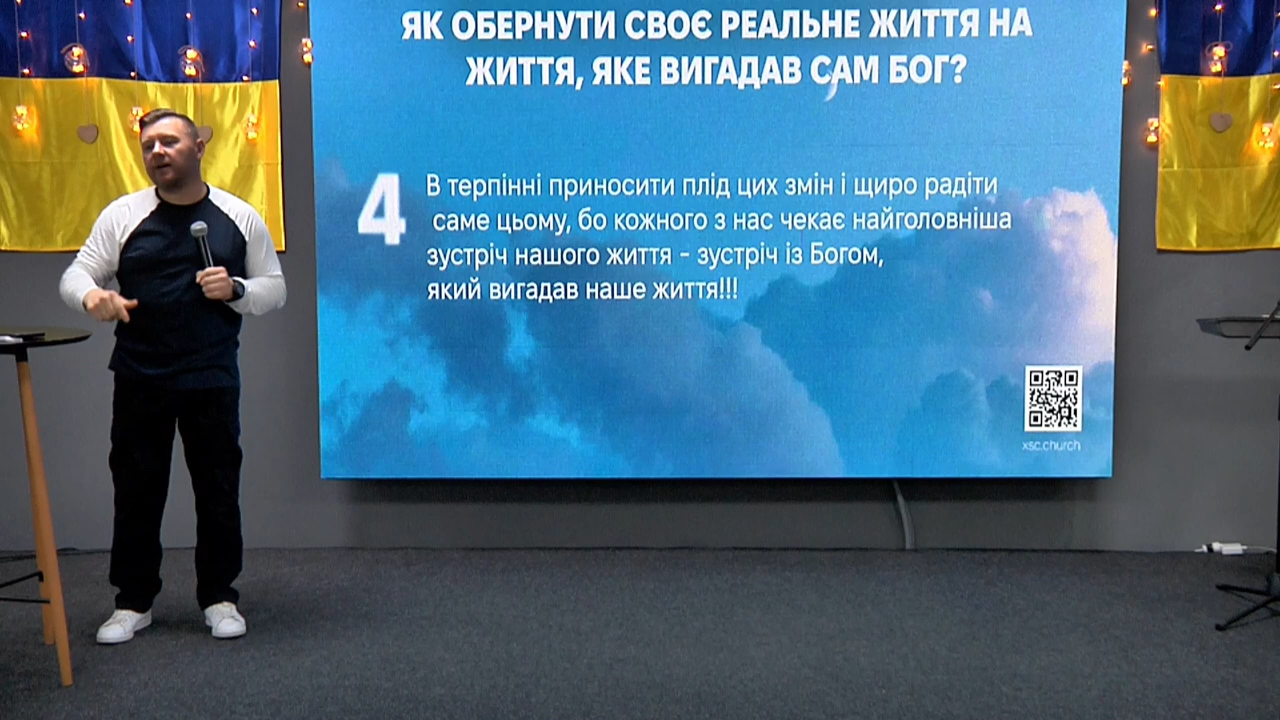 ЯК ОБЕРНУТИ СВОЄ РЕАЛЬНЕ ЖИТТЯ НА
ЖИТТЯ, ЯКЕ ВИГАДАВ САМ БОГ?
4
В терпінні приносити плід цих змін і щиро радіти
саме цьому, бо кожного з нас чекає найголовніша
зустріч нашого життя - зустріч із Богом,
який вигадав наше життя!!!
xsc.church